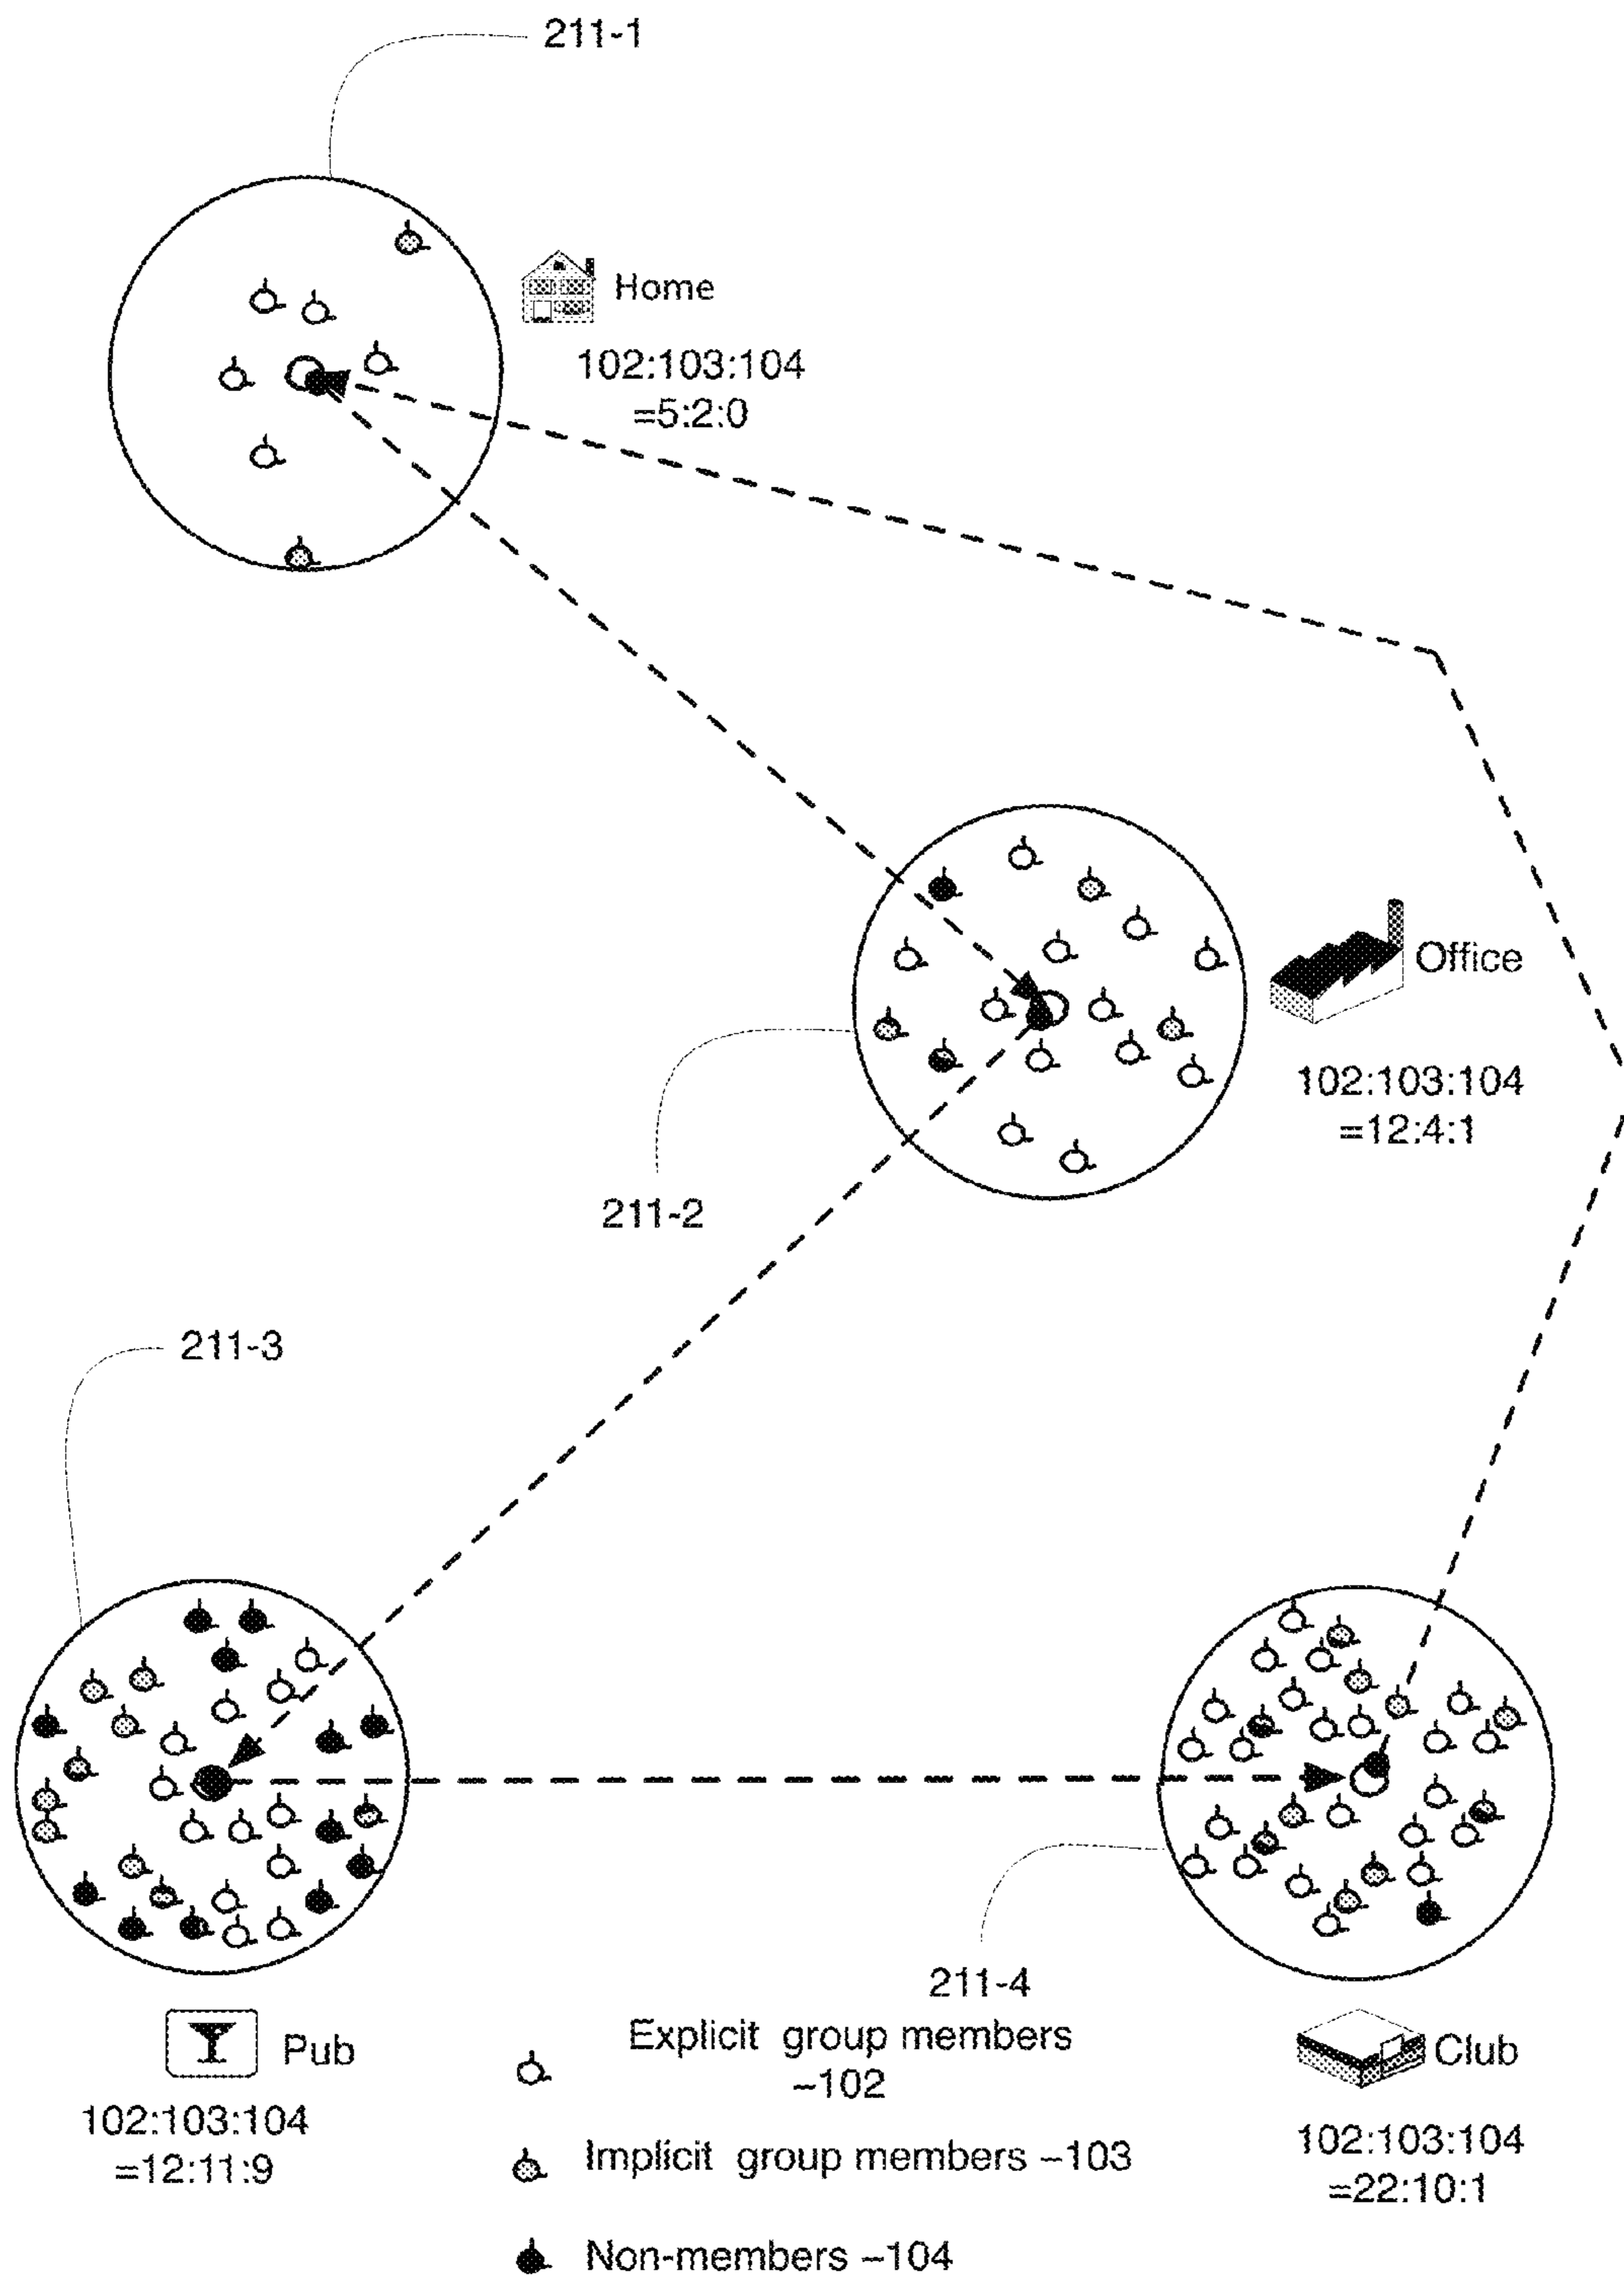 211-1
Home
102:103:104
=5:2:0
Office
102:103:104
=12:4:1
211-2
211-3
211-4
Pub
102:103:104
=12:11:9
Explicit group members
–102
Implicit group members –103
Non-members –104
Club
102:103:104
=22:10:1